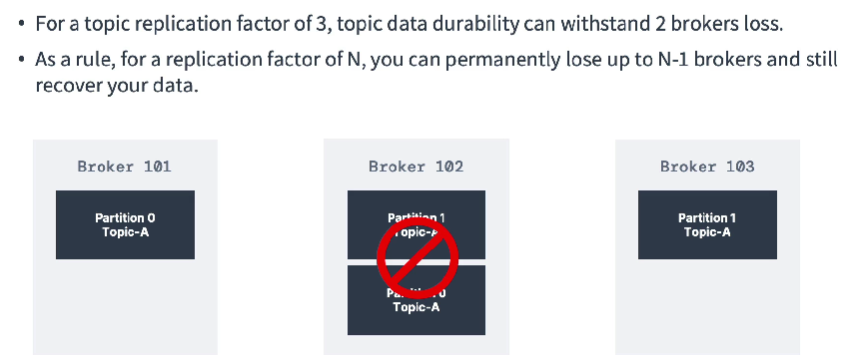 • For a topic replication factor of 3, topic data durability can withstand 2 brokers loss.
• As a rule, for a replication factor of N, you can permanently lose up to N-1 brokers and still
recover your data.
Broker 101
Partition 0
Topic-A
Broker 102
Partition 1
Topic-A
0
Topic-A
Broker 103
Partition 1
Topic-A